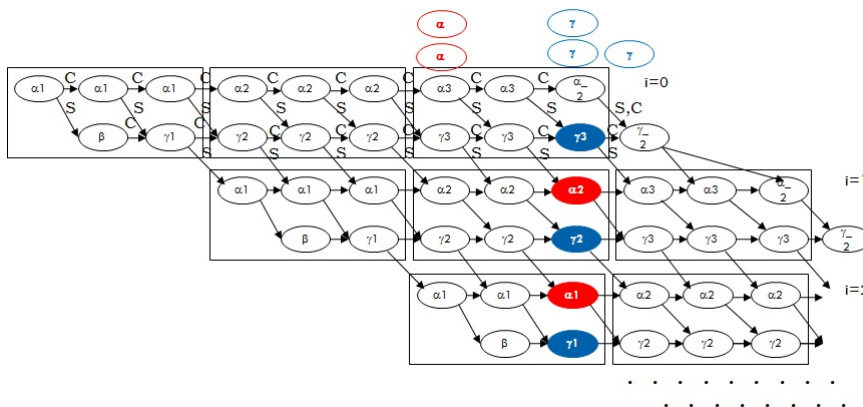 α γ
α γ γ
C C C C C C C C
α1 α1 α1 α2 α2 α2 α3 α3 α_2 i=0
S S S S S S S S S,C
β C γ1 C γ2 C γ2 C γ2 C γ3 C γ3 C γ3 C γ_2
S S S S S S S
α1 α1 α1 α2 α2 α2 α3 α3 α_2
β γ1 γ2 γ2 γ2 γ3 γ3 γ3 γ_2
α1 α1 α1 α2 α2 α2 i=2
β γ1 γ2 γ2 γ2
. . . . . . . . .
. . . . . . . .